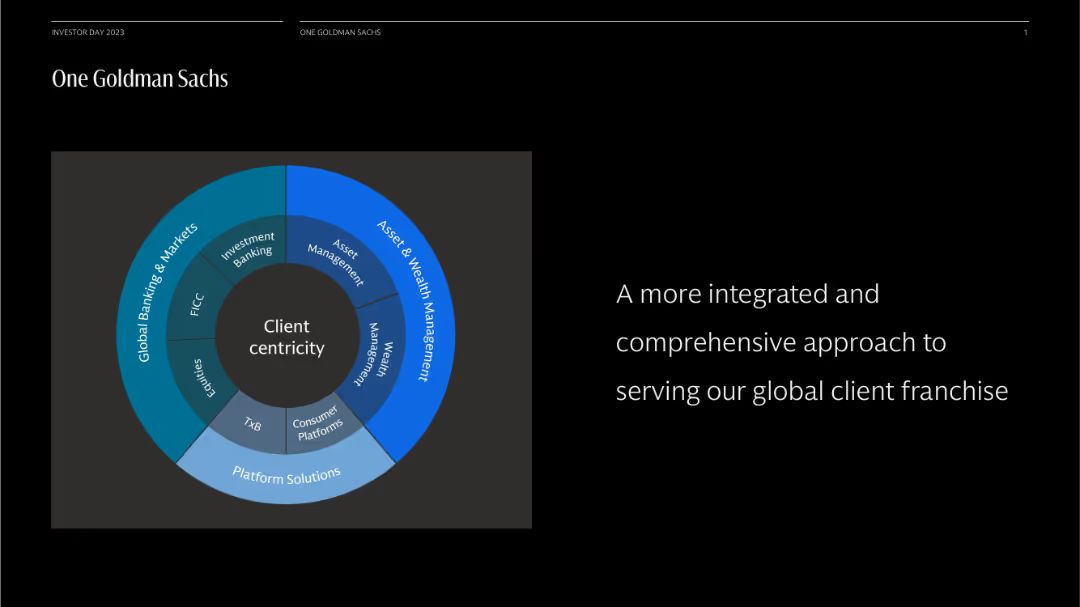 INVESTOR DAY 2023
ONE GOLDMAN SACHS
1
One Goldman Sachs
Global Banking & Markets
Asset & Wealth Management
Platform Solutions
Investment
Banking
FICC
Equities
Asset
Management
Wealth
Management
TxB
Consumer
Platforms
Client
centricity
A more integrated and
comprehensive approach to
serving our global client franchise